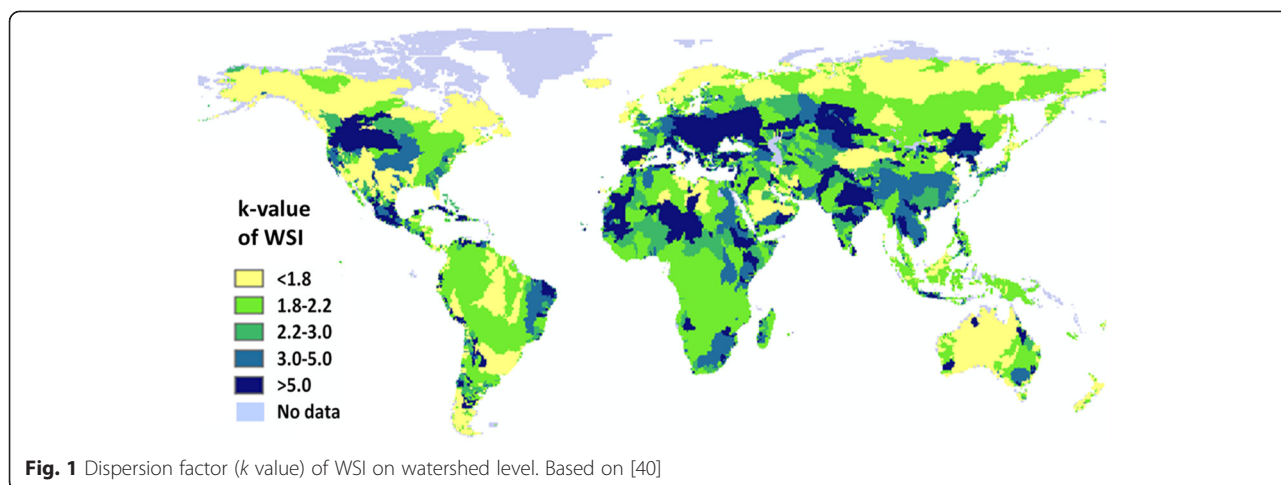 k-value
of WSI
<1.8
1.8-2.2
2.2-3.0
3.0-5.0
>5.0
No data
Fig. 1 Dispersion factor (k value) of WSI on watershed level. Based on [40]